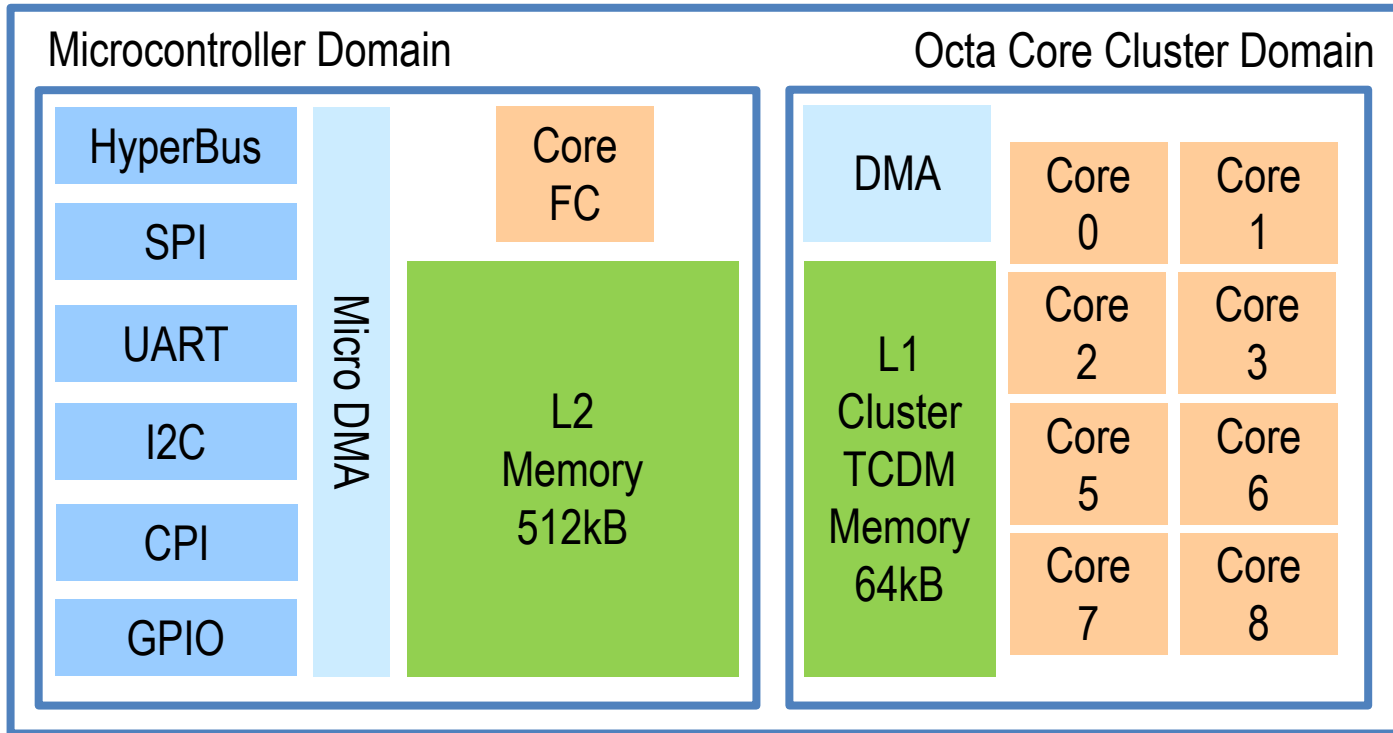 Microcontroller Domain
HyperBus
SPI
UART
I2C
CPI
GPIO
Micro DMA
Core
FC
L2
Memory
512kB
Octa Core Cluster Domain
DMA
L1
Cluster
TCDM
Memory
64kB
Core
0
Core
1
Core
2
Core
3
Core
5
Core
6
Core
7
Core
8